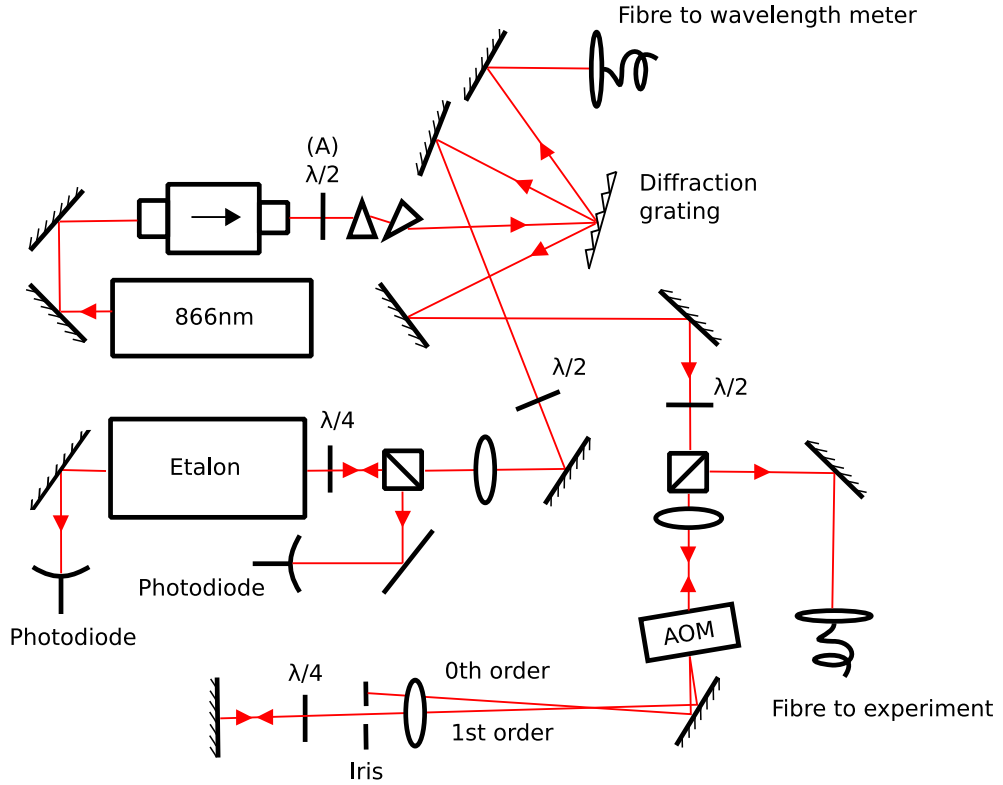 Fibre to wavelength meter
(A)
λ/2
Diffraction
grating
866nm
λ/2
λ/2
λ/4
Etalon
Photodiode
Photodiode
AOM
λ/4
0th order
1st order
Iris
Fibre to experiment